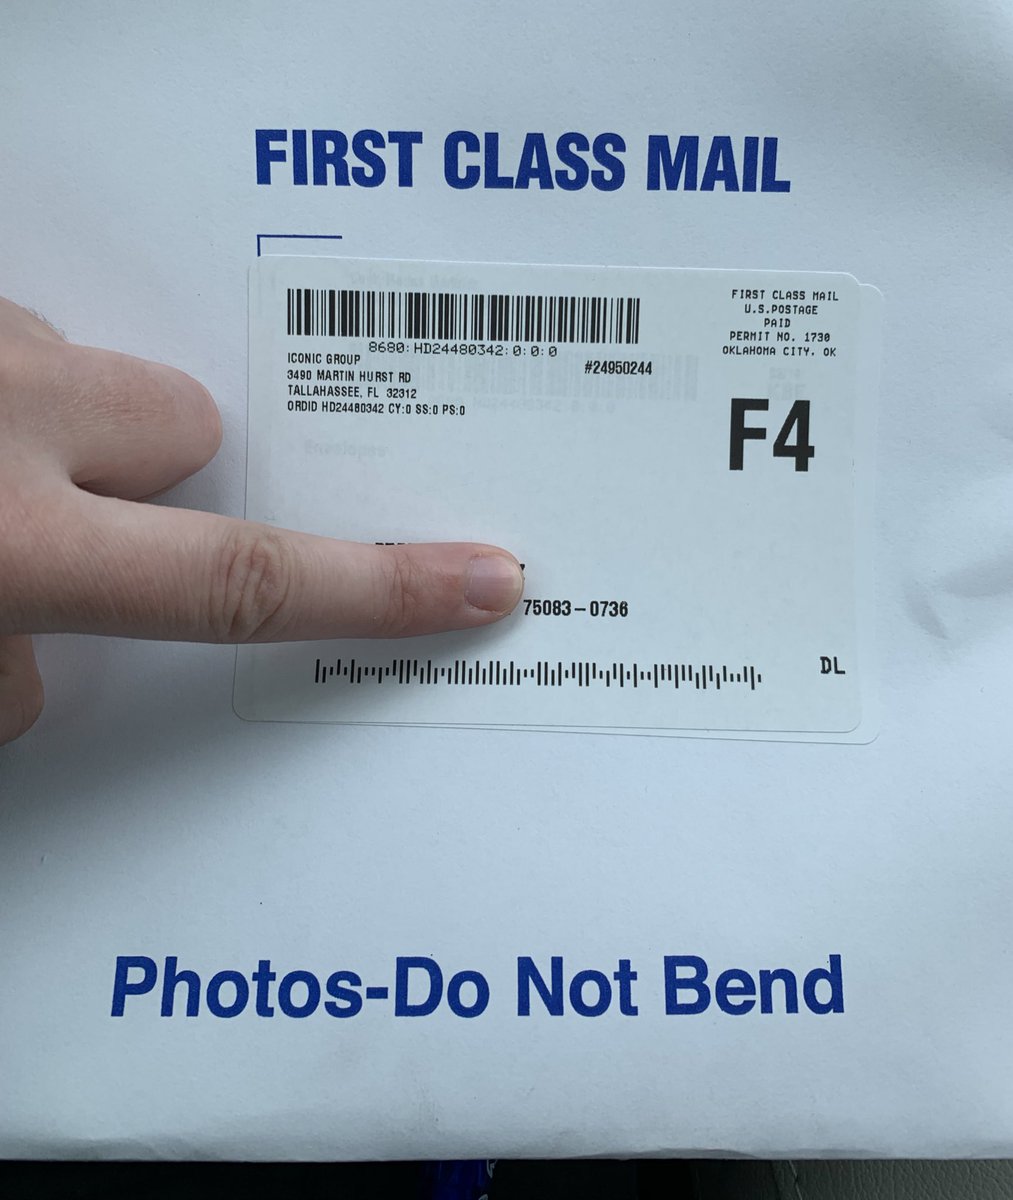 FIRST CLASS MAIL
FIRST CLASS MAIL
U.S.POSTAGE
PAID
PERMIT NO. 1730
OKLAHOMA CITY, OK
8680:HD24480342:0:0:0
#24950244
ICONIC GROUP
3490 MARTIN HURST RD
TALLAHASSEE, FL 32312
ORDID HD24480342 CY:0 SS:0 PS:0
F4
75083-0736
DL
Photos-Do Not Bend